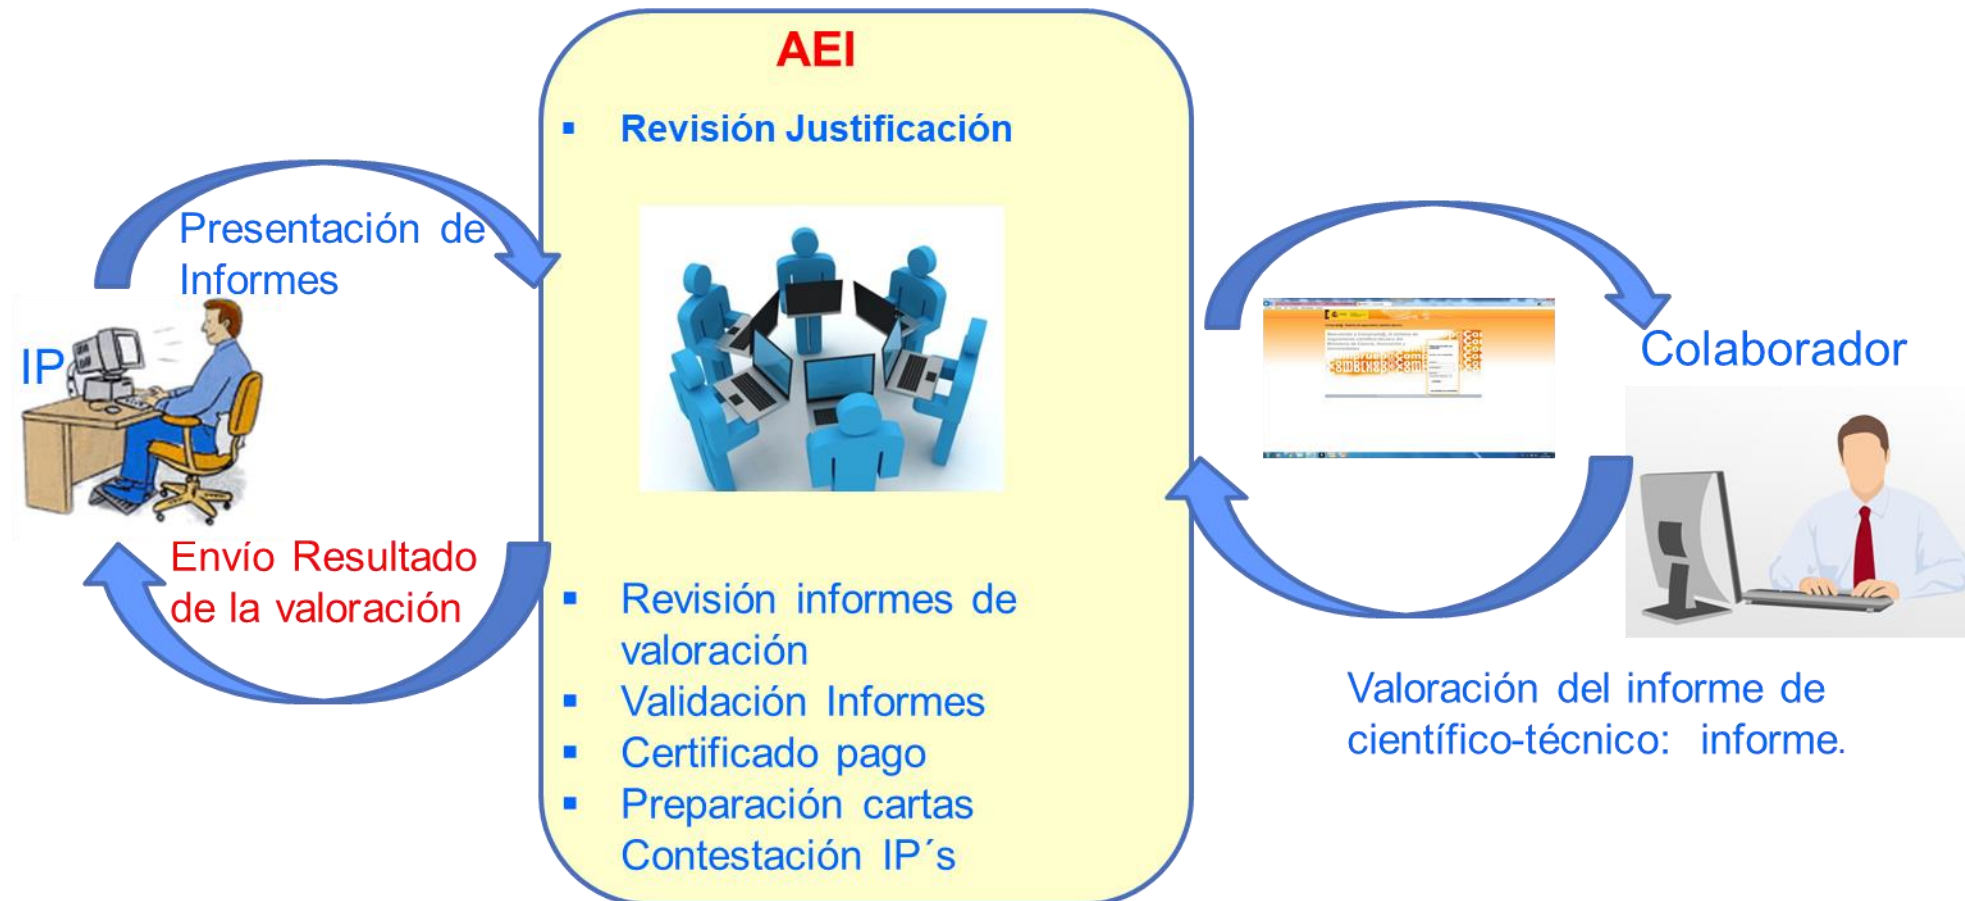 AEI
▪ Revisión Justificación
Presentación de
Informes
IP
Colaborador
Envío Resultado
de la valoración
▪ Revisión informes de
valoración
▪ Validación Informes
▪ Certificado pago
▪ Preparación cartas
Contestación IP´s
Valoración del informe de
científico-técnico: informe.